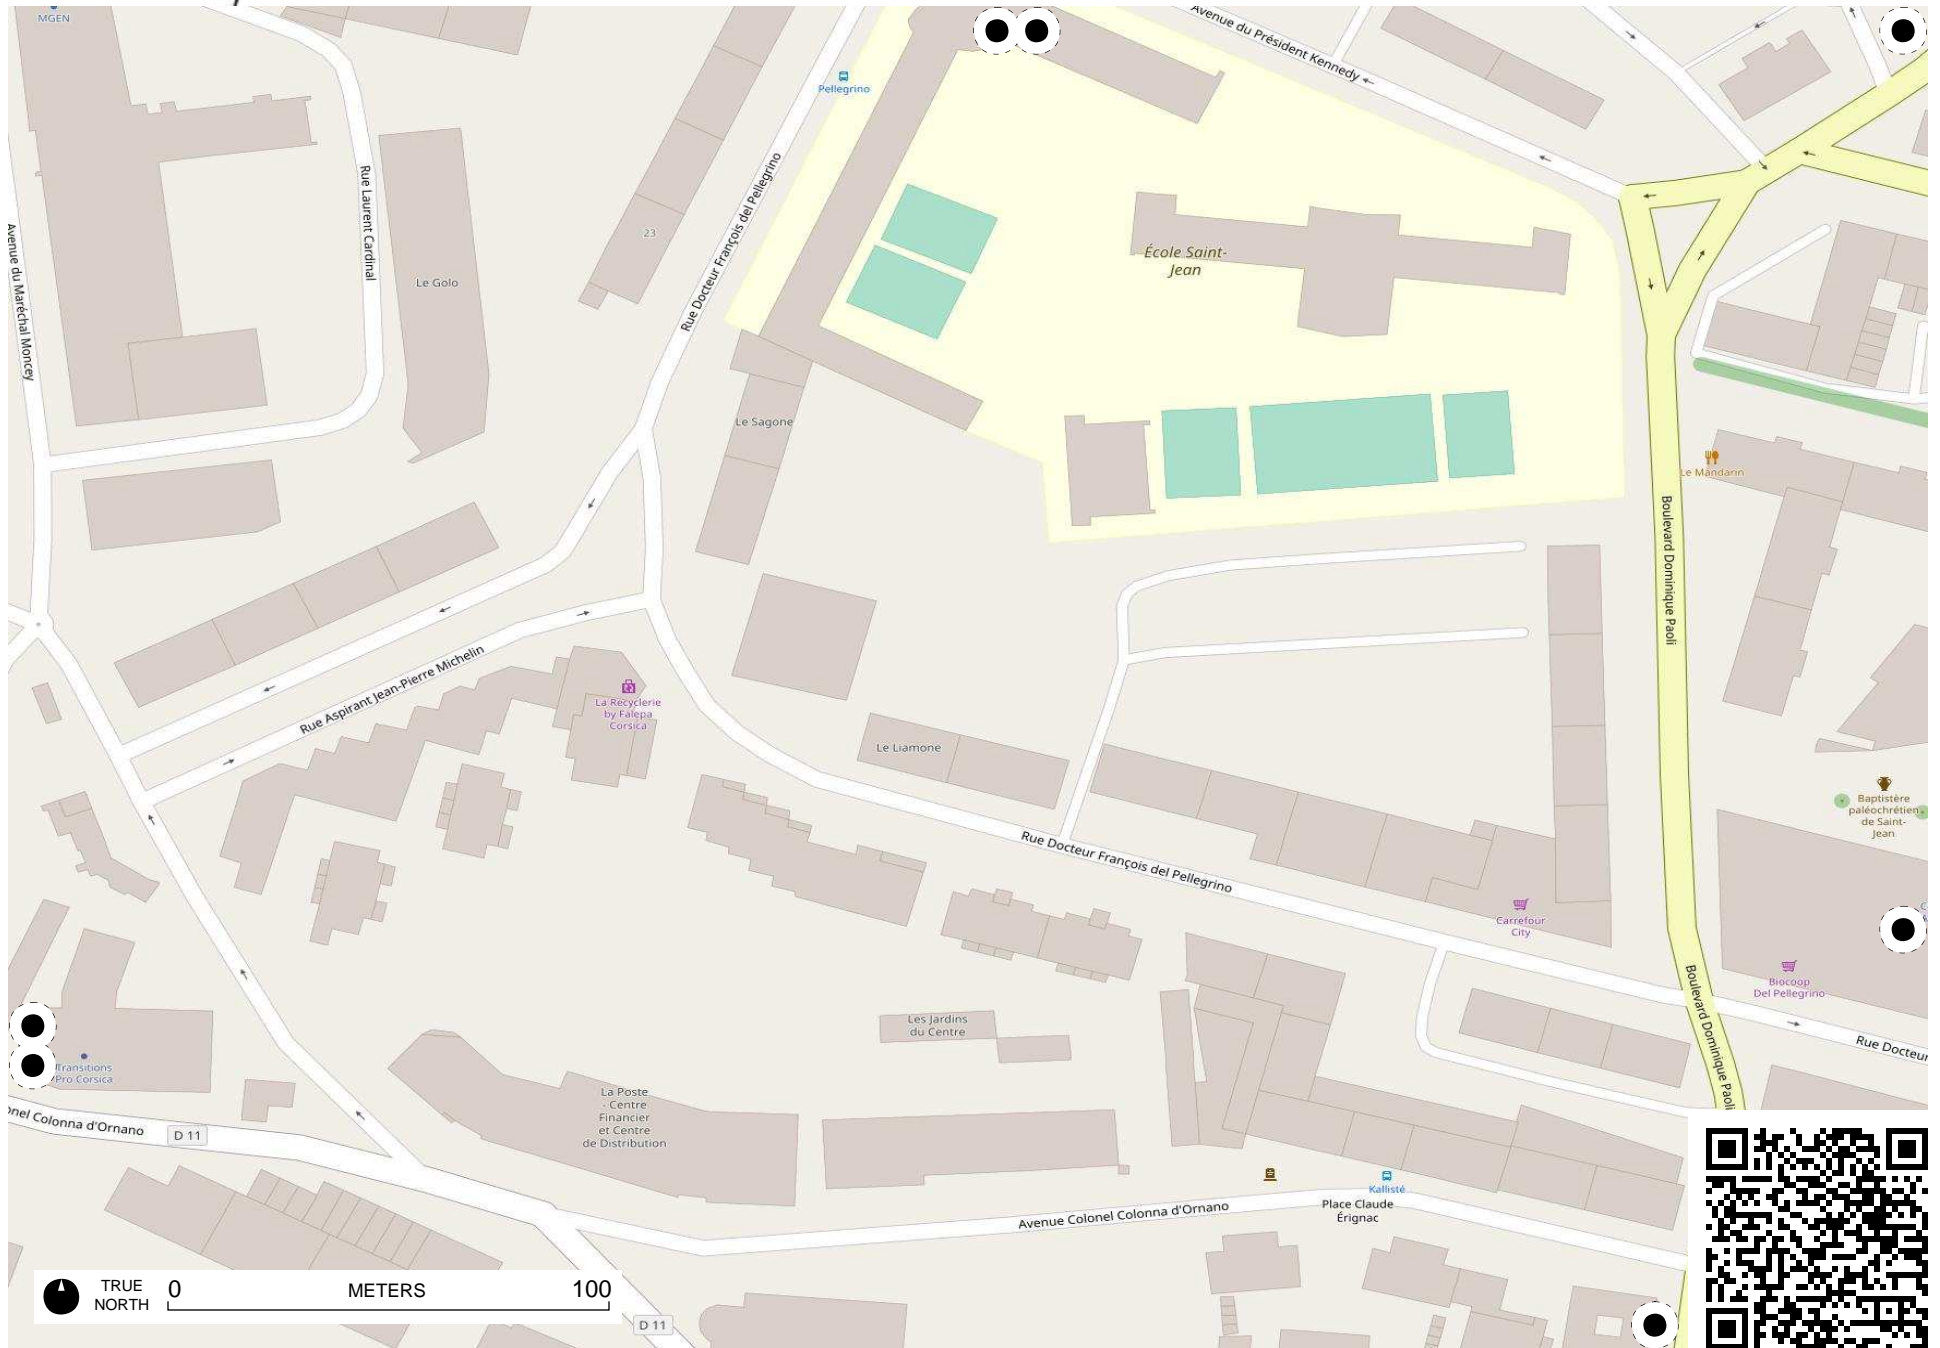 MGEN
Avenue du Président Kennedy
Pellegrino
Rue Laurent Cardinal
Rue Docteur François del Pellegrino
23
Avenue du Maréchal Moncey
École Saint-
Jean
Le Golo
Le Sagone
Le Mandarin
Boulevard Dominique Paoli
Rue Aspirant Jean-Pierre Michelin
La Recyclerie
by Falepa
Corsica
Le Liamone
Baptistère
paléochrétien
de Saint-
Jean
Rue Docteur François del Pellegrino
Carrefour
City
Biocoop
Del Pellegrino
Boulevard Dominique Paoli
Les Jardins
du Centre
Rue Docteur
Transitions
Pro Corsica
La Poste
- Centre
Financier
et Centre
de Distribution
onel Colonna d'Ornano
D 11
Kallisté
Place Claude
Érignac
Avenue Colonel Colonna d'Ornano
TRUE
NORTH
0 METERS 100
D 11